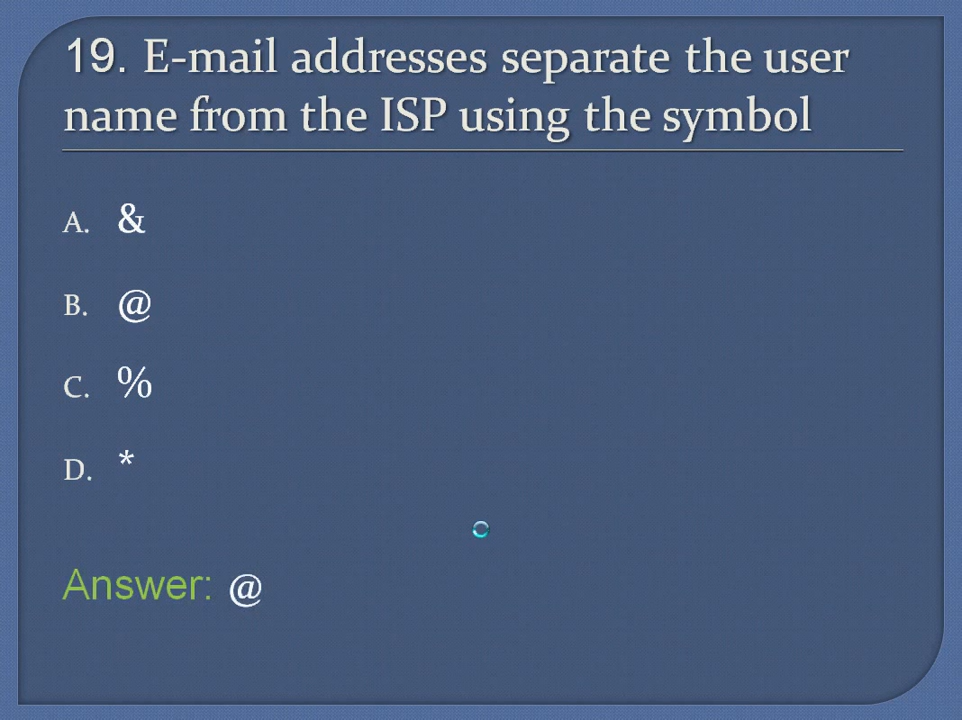 19. E-mail addresses separate the user
name from the ISP using the symbol
A. &
B. @
C. %
D. *
Answer: @